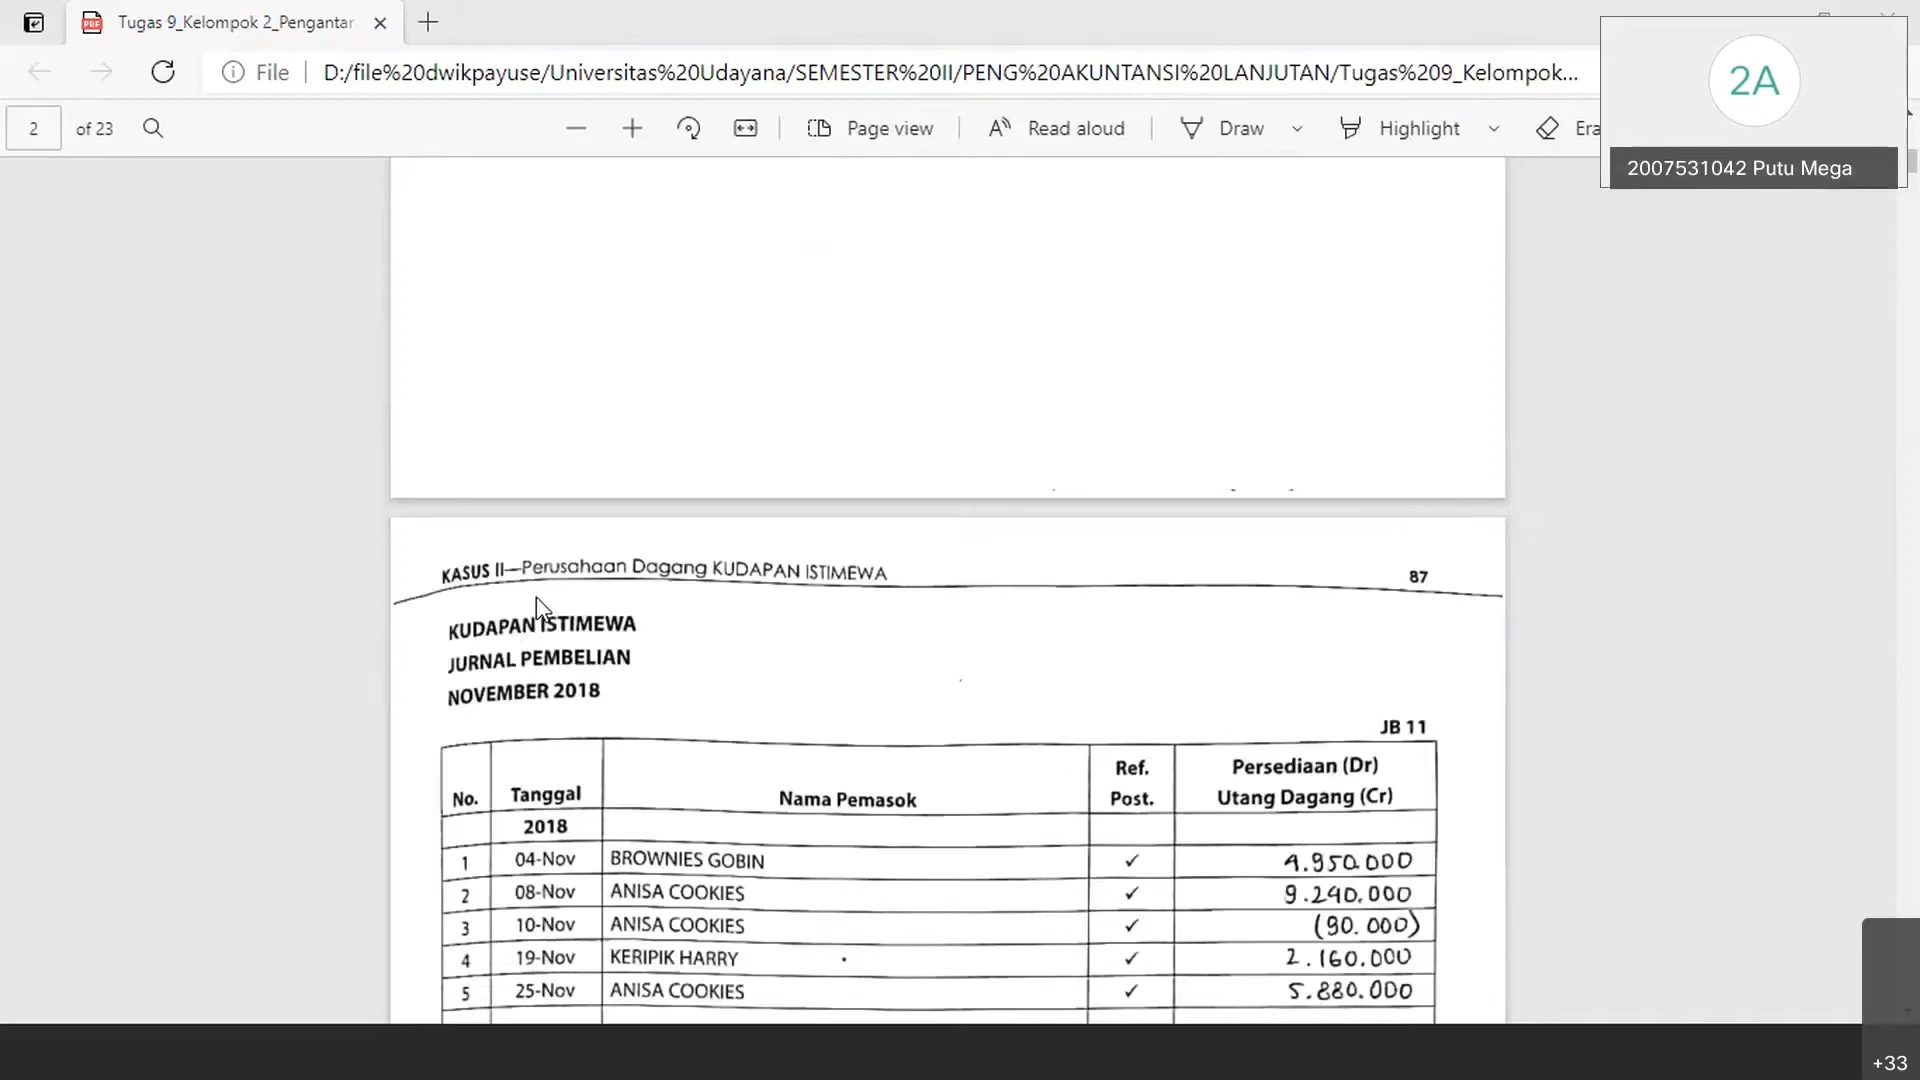 Tugas 9_Kelompok 2_Pengantar
File
D:/file%20dwikpayuse/Universitas%20Udayana/SEMESTER%20II/PENG%20AKUNTANSI%20LANJUTAN/Tugas%209_Kelompok...
2A
2 of 23
Page view
Read aloud
Draw
Highlight
Era
2007531042 Putu Mega
KASUS II—Perusahaan Dagang KUDAPAN ISTIMEWA 87
KUDAPAN ISTIMEWA
JURNAL PEMBELIAN
NOVEMBER 2018
JB 11
No. Tanggal Nama Pemasok Ref. Post. Persediaan (Dr) Utang Dagang (Cr)
2018
1 04-Nov BROWNIES GOBIN ✓ 4.950.000
2 08-Nov ANISA COOKIES ✓ 9.240.000
3 10-Nov ANISA COOKIES ✓ (90.000)
4 19-Nov KERIPIK HARRY ✓ 2.160.000
5 25-Nov ANISA COOKIES ✓ 5.880.000
+33